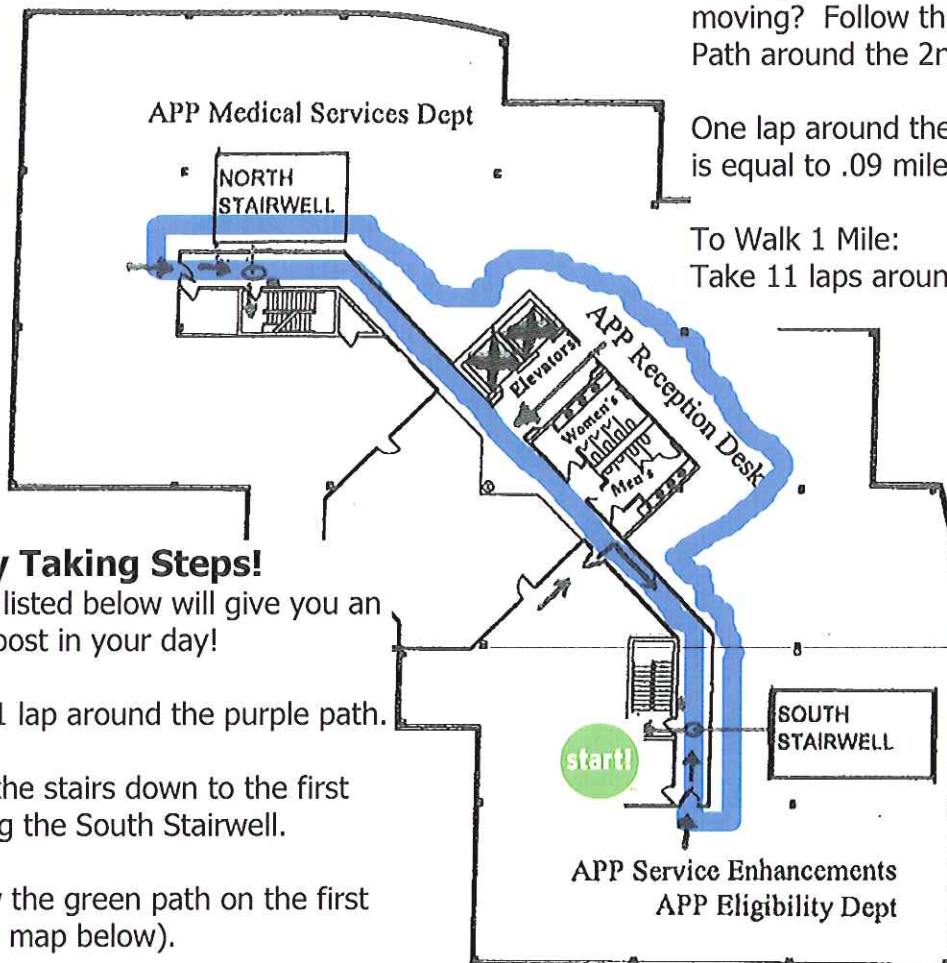 moving? Follow th
Path around the 2n
One lap around the
is equal to .09 mile
To Walk 1 Mile:
Take 11 laps aroun
APP Medical Services Dept
NORTH
STAIRWELL
Elevators
APP Reception Desk
Women's
Men's
y Taking Steps!
listed below will give you an
oost in your day!
1 lap around the purple path.
the stairs down to the first
g the South Stairwell.
w the green path on the first
map below).
start!
SOUTH
STAIRWELL
APP Service Enhancements
APP Eligibility Dept